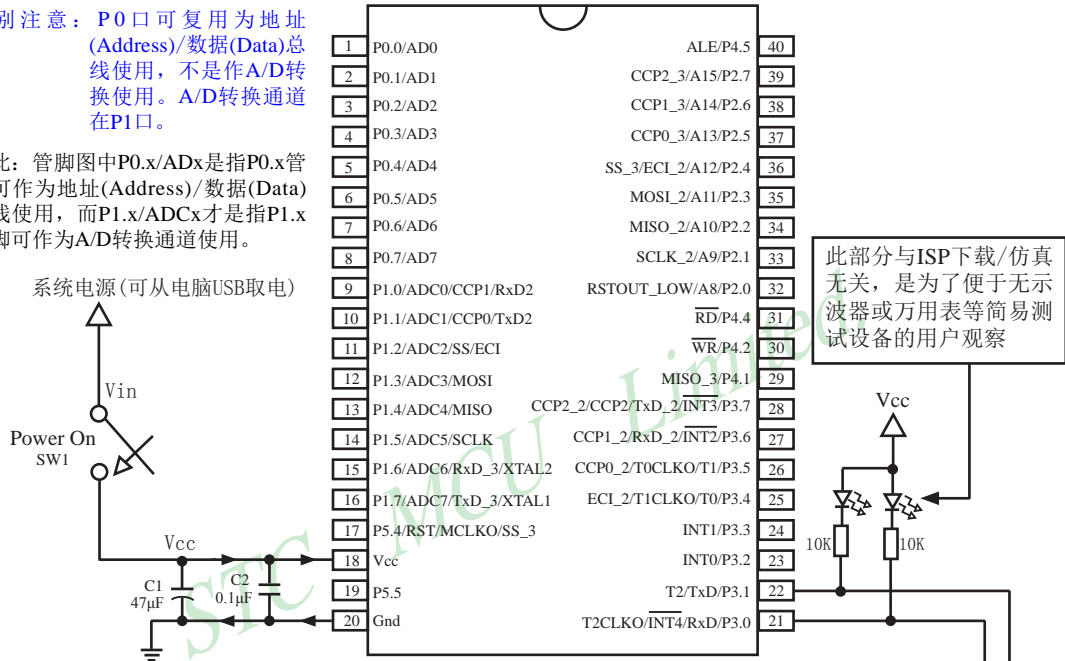 别注意：P0口可复用为地址
(Address)/数据(Data)总
线使用，不是作A/D转
换使用。A/D转换通道
在P1口。
：管脚图中P0.x/ADx是指P0.x管
可作为地址(Address)/数据(Data)
线使用，而P1.x/ADCx才是指P1.x
脚可作为A/D转换通道使用。
系统电源(可从电脑USB取电)
Vin
Power On
SW1
Vcc
C1
47μF
C2
0.1μF
1 P0.0/AD0
2 P0.1/AD1
3 P0.2/AD2
4 P0.3/AD3
5 P0.4/AD4
6 P0.5/AD5
7 P0.6/AD6
8 P0.7/AD7
9 P1.0/ADC0/CCP1/RxD2
10 P1.1/ADC1/CCP0/TxD2
11 P1.2/ADC2/SS/ECI
12 P1.3/ADC3/MOSI
13 P1.4/ADC4/MISO
14 P1.5/ADC5/SCLK
15 P1.6/ADC6/RxD_3/XTAL2
16 P1.7/ADC7/TxD_3/XTAL1
17 P5.4/RST/MCLKO/SS_3
18 Vcc
19 P5.5
20 Gnd
ALE/P4.5 40
CCP2_3/A15/P2.7 39
CCP1_3/A14/P2.6 38
CCP0_3/A13/P2.5 37
SS_3/ECI_2/A12/P2.4 36
MOSI_2/A11/P2.3 35
MISO_2/A10/P2.2 34
SCLK_2/A9/P2.1 33
RSTOUT_LOW/A8/P2.0 32
RD/P4.4 31
WR/P4.2 30
MISO_3/P4.1 29
CCP2_2/CCP2/TxD_2/INT3/P3.7 28
CCP1_2/RxD_2/INT2/P3.6 27
CCP0_2/T0CLKO/T1/P3.5 26
ECI_2/T1CLKO/T0/P3.4 25
INT1/P3.3 24
INT0/P3.2 23
T2/TxD/P3.1 22
T2CLKO/INT4/RxD/P3.0 21
此部分与ISP下载/仿真
无关，是为了便于无示
波器或万用表等简易测
试设备的用户观察
Vcc
10K
10K
STC MCU Limited.